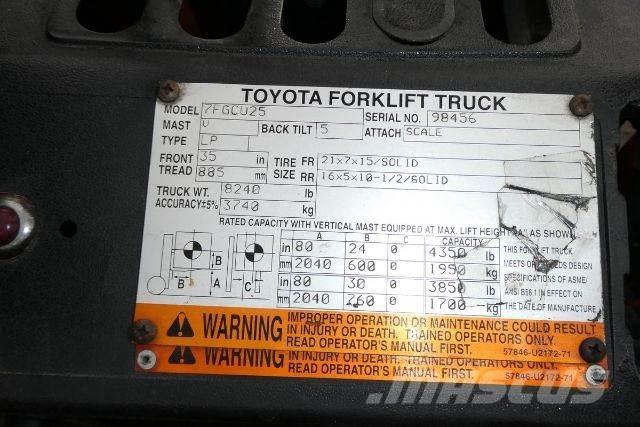 TOYOTA FORKLIFT TRUCK
MODEL 7FGCU25 SERIAL NO. 98456
MAST V BACK TILT 5 ATTACH SCALE
TYPE LP
FRONT 35 in TIRE FR 21x7x15/SOLID
TREAD 885 mm SIZE RR 16x5x10-1/2/SOLID
TRUCK WT. 8240 lb
ACCURACY±5% 3740 kg
RATED CAPACITY WITH VERTICAL MAST EQUIPPED AT MAX. LIFT HEIGHT "A" AS SHOWN
A B C CAPACITY
in 80 24 0 4350 lb THIS FORKLIFT TRUCK
mm 2040 600 0 1950 kg MEETS OR EXCEEDS DESIGN
SPECIFICATIONS OF ASME/
in 80 30 0 3850 lb ANSI B56.1 IN EFFECT ON
mm 2040 760 0 1700 kg THE DATE OF MANUFACTURE
B
B A C
WARNING IMPROPER OPERATION OR MAINTENANCE COULD RESULT
IN INJURY OR DEATH. TRAINED OPERATORS ONLY.
READ OPERATOR'S MANUAL FIRST. 57846-U2172-71
WARNING IN INJURY OR DEATH. TRAINED OPERATORS ONLY.
READ OPERATOR'S MANUAL FIRST. 57846-U2172-71
MASCUS